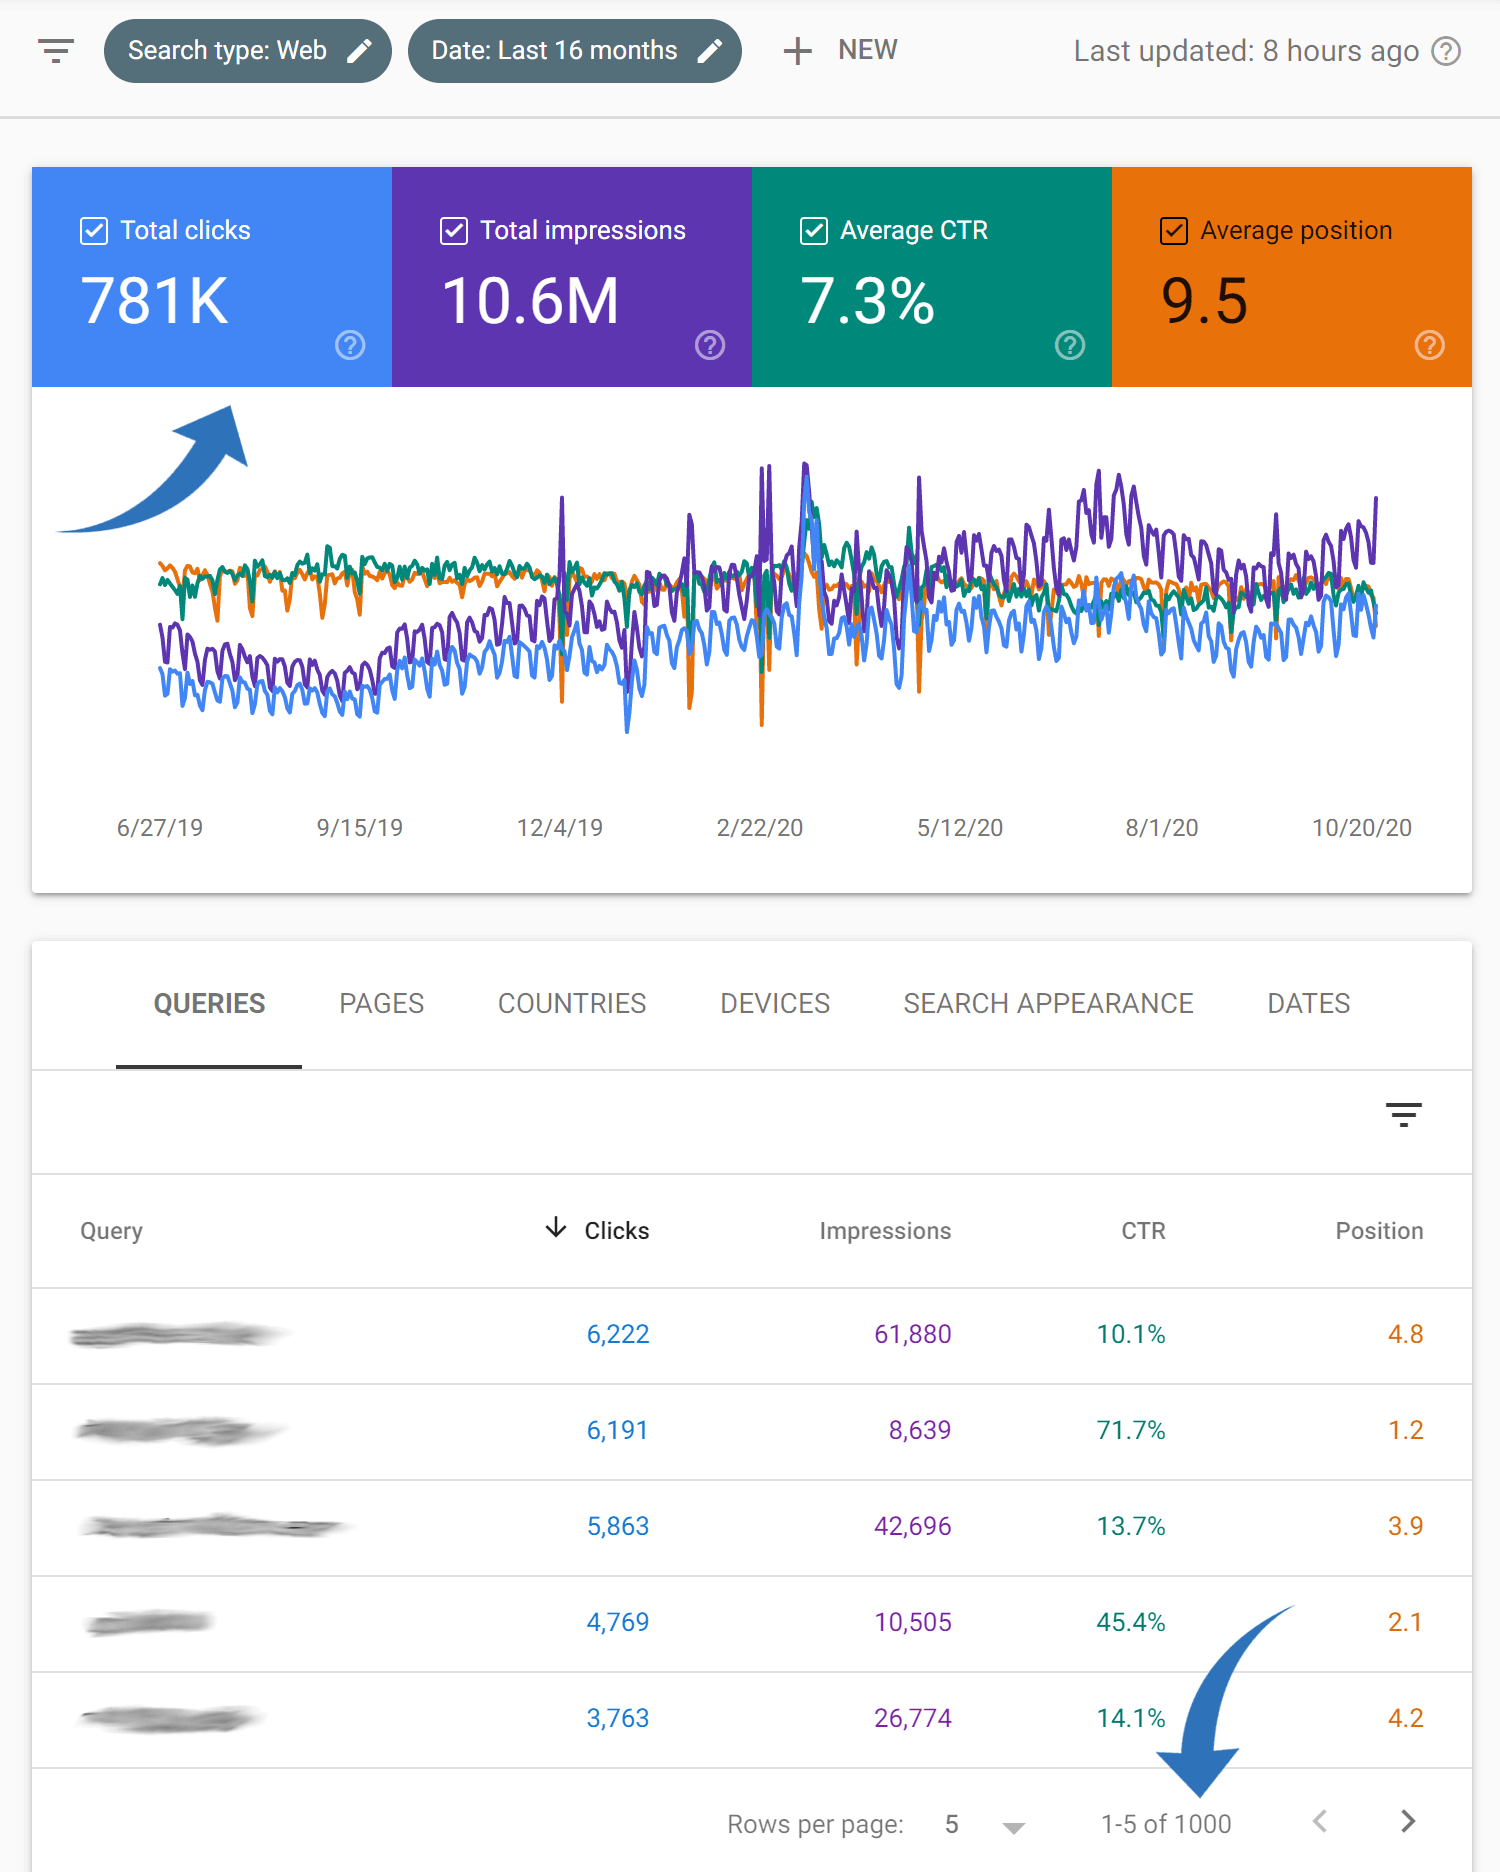 Search type: Web Date: Last 16 months NEW Last updated: 8 hours ago
Total clicks Total impressions Average CTR Average position
781K 10.6M 7.3% 9.5
6/27/19 9/15/19 12/4/19 2/22/20 5/12/20 8/1/20 10/20/20
QUERIES PAGES COUNTRIES DEVICES SEARCH APPEARANCE DATES
Query Clicks Impressions CTR Position
6,222 61,880 10.1% 4.8
6,191 8,639 71.7% 1.2
5,863 42,696 13.7% 3.9
4,769 10,505 45.4% 2.1
3,763 26,774 14.1% 4.2
Rows per page: 5 1-5 of 1000